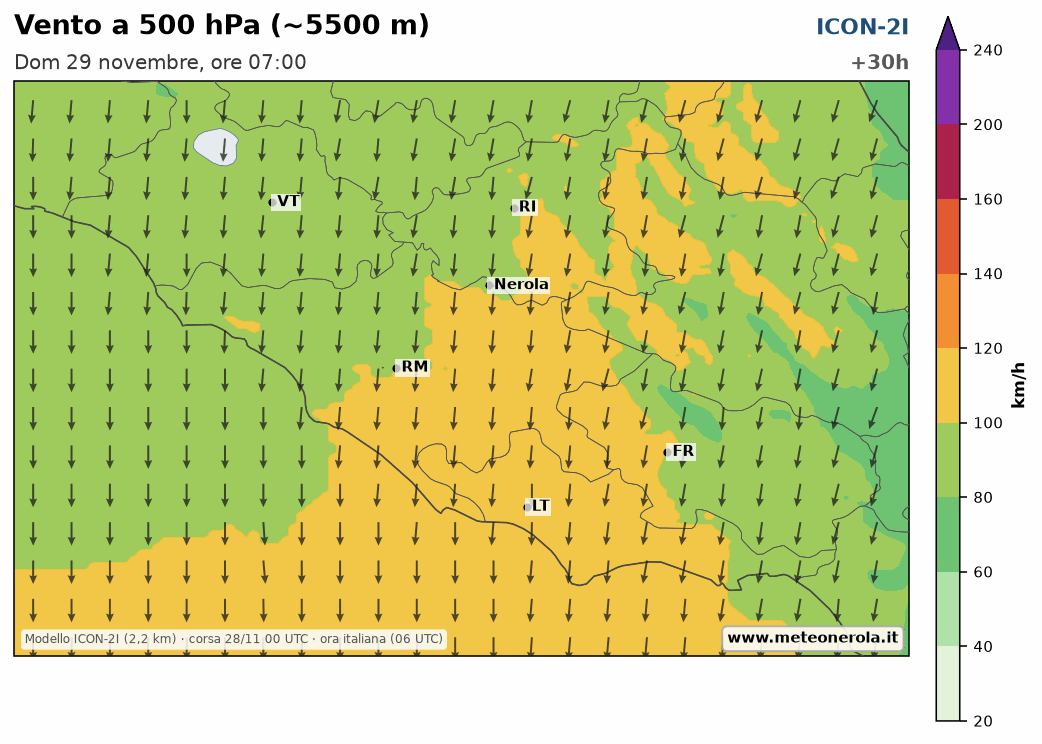 Vento a 500 hPa (~5500 m)
ICON-2I
Dom 29 novembre, ore 07:00
+30h
VT
RI
Nerola
RM
FR
LT
Modello ICON-2I (2,2 km) · corsa 28/11 00 UTC · ora italiana (06 UTC)
www.meteonerola.it
240
200
160
140
120
100
80
60
40
20
km/h